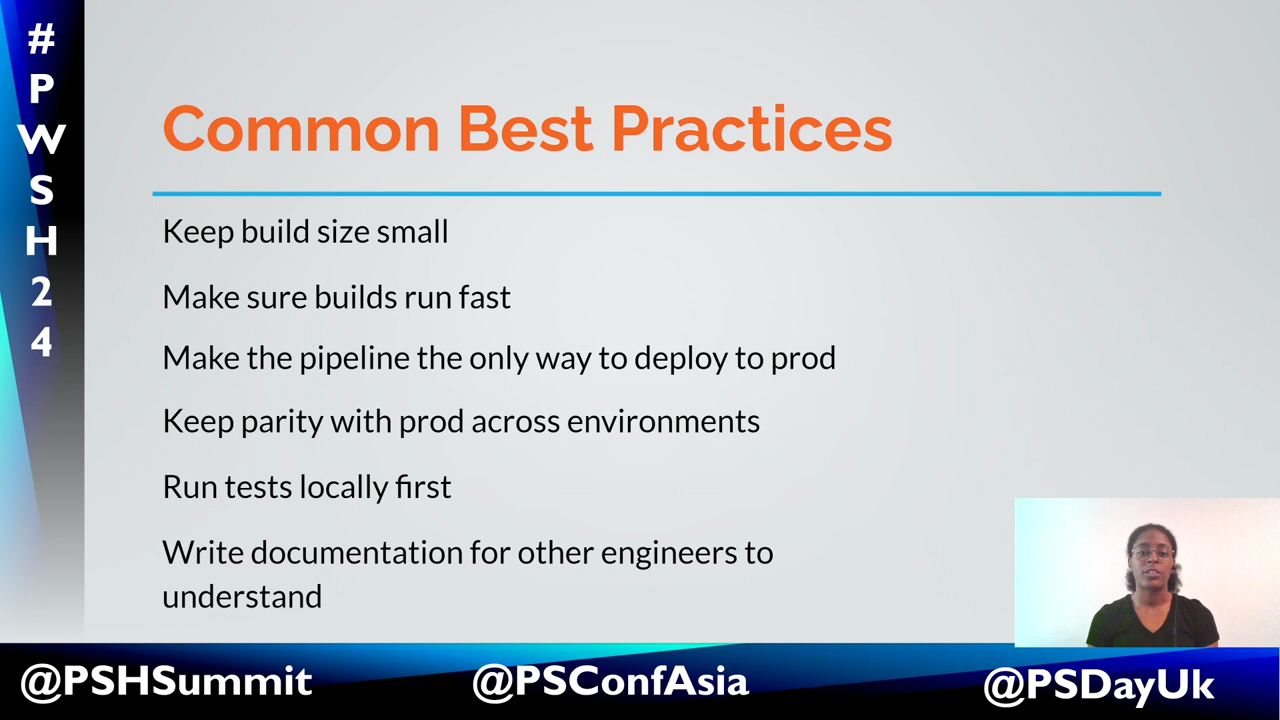 #
P
W
S
H
2
4
Common Best Practices
Keep build size small
Make sure builds run fast
Make the pipeline the only way to deploy to prod
Keep parity with prod across environments
Run tests locally first
Write documentation for other engineers to
understand
@PSHSummit
@PSConfAsia
@PSDayUk